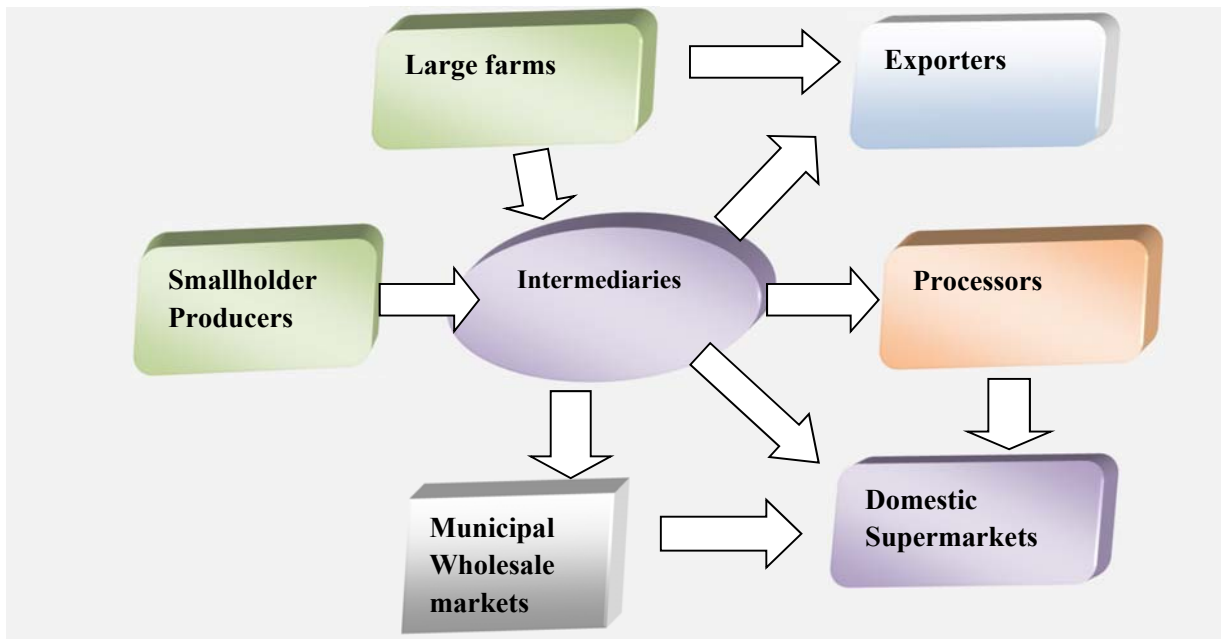 Large farms
Exporters
Smallholder
Producers
Intermediaries
Processors
Municipal
Wholesale
markets
Domestic
Supermarkets